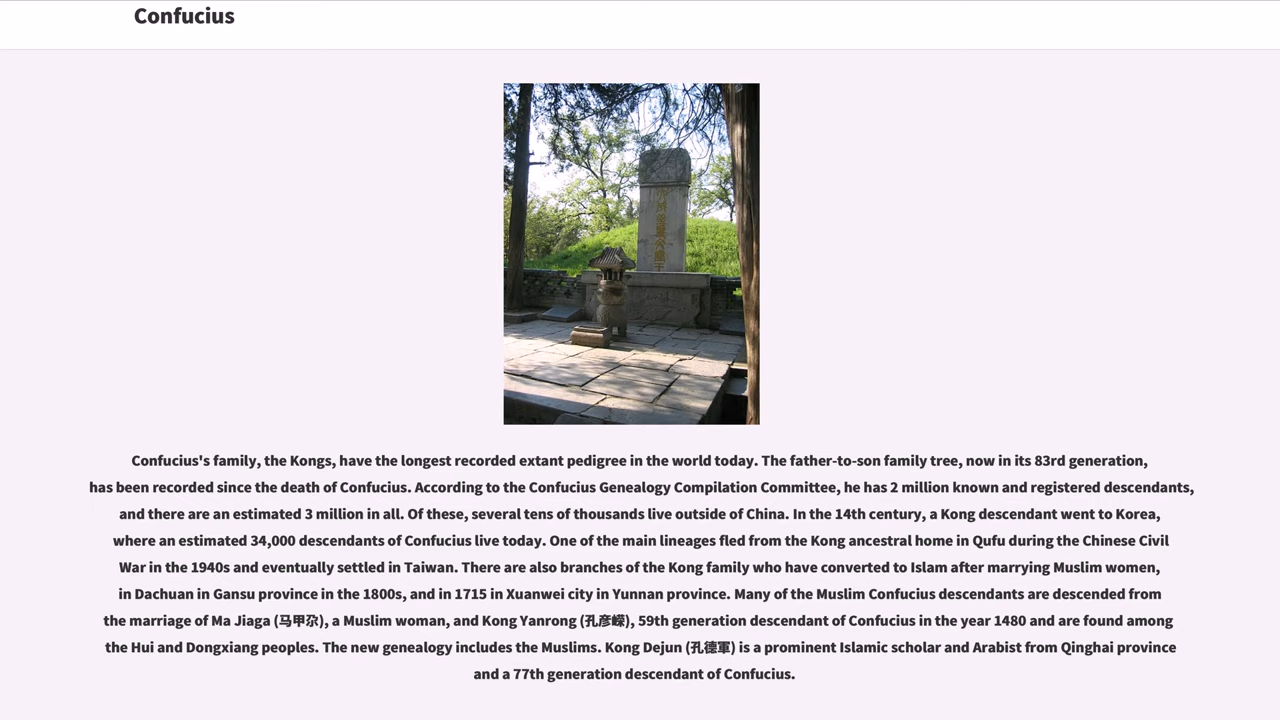 Confucius
Confucius's family, the Kongs, have the longest recorded extant pedigree in the world today. The father-to-son family tree, now in its 83rd generation,
has been recorded since the death of Confucius. According to the Confucius Genealogy Compilation Committee, he has 2 million known and registered descendants,
and there are an estimated 3 million in all. Of these, several tens of thousands live outside of China. In the 14th century, a Kong descendant went to Korea,
where an estimated 34,000 descendants of Confucius live today. One of the main lineages fled from the Kong ancestral home in Qufu during the Chinese Civil
War in the 1940s and eventually settled in Taiwan. There are also branches of the Kong family who have converted to Islam after marrying Muslim women,
in Dachuan in Gansu province in the 1800s, and in 1715 in Xuanwei city in Yunnan province. Many of the Muslim Confucius descendants are descended from
the marriage of Ma Jiaga (马甲尕), a Muslim woman, and Kong Yanrong (孔彦嵘), 59th generation descendant of Confucius in the year 1480 and are found among
the Hui and Dongxiang peoples. The new genealogy includes the Muslims. Kong Dejun (孔德軍) is a prominent Islamic scholar and Arabist from Qinghai province
and a 77th generation descendant of Confucius.